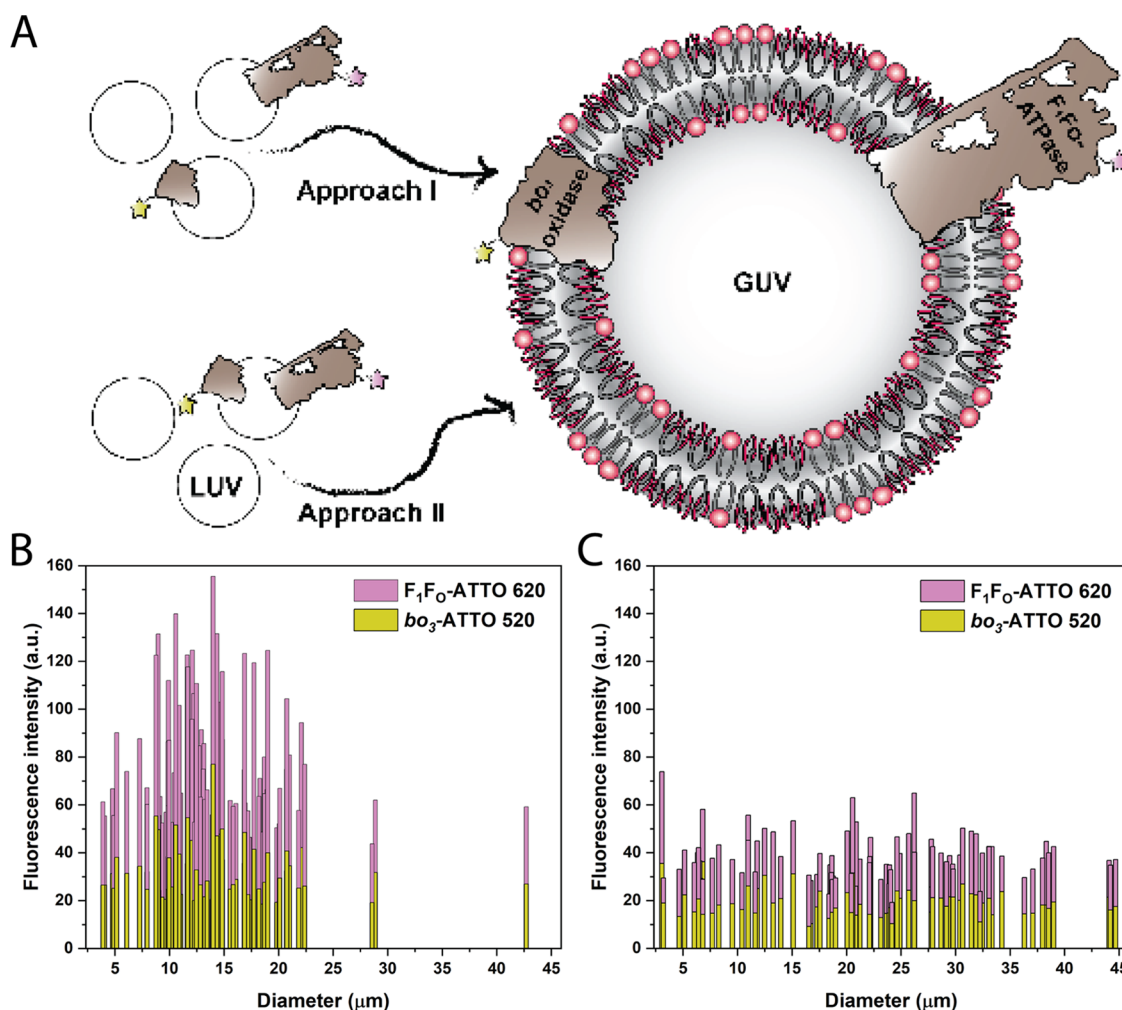 A
Approach I
bo₃
oxidase
F₁FO-
ATPase
GUV
LUV
Approach II
B
160
140
120
100
80
60
40
20
0
Fluorescence intensity (a.u.)
F₁Fₒ-ATTO 620
bo₃-ATTO 520
5 10 15 20 25 30 35 40 45
Diameter (μm)
C
160
140
120
100
80
60
40
20
0
Fluorescence intensity (a.u.)
F₁Fₒ-ATTO 620
bo₃-ATTO 520
5 10 15 20 25 30 35 40 45
Diameter (μm)